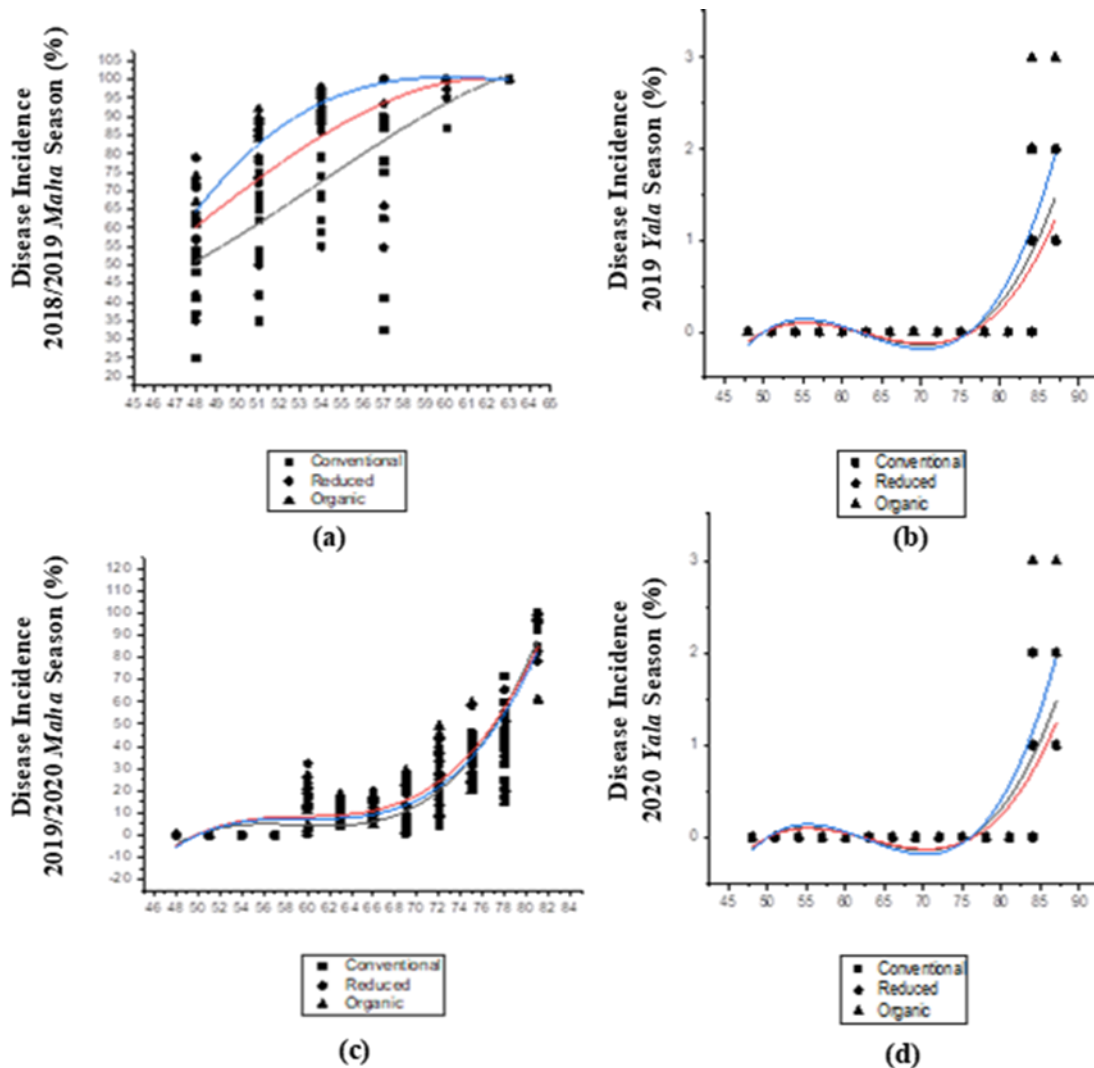 Disease Incidence
2018/2019 Maha Season (%)
105
100
95
90
85
80
75
70
65
60
55
50
45
40
35
30
25
20
45 46 47 48 49 50 51 52 53 54 55 56 57 58 59 60 61 62 63 64 65
Conventional
Reduced
Organic
(a)
Disease Incidence
2019 Yala Season (%)
3
2
1
0
45 50 55 60 65 70 75 80 85 90
Conventional
Reduced
Organic
(b)
Disease Incidence
2019/2020 Maha Season (%)
120
110
100
90
80
70
60
50
40
30
20
10
0
-10
-20
46 48 50 52 54 56 58 60 62 64 66 68 70 72 74 76 78 80 82 84
Conventional
Reduced
Organic
(c)
Disease Incidence
2020 Yala Season (%)
3
2
1
0
45 50 55 60 65 70 75 80 85 90
Conventional
Reduced
Organic
(d)